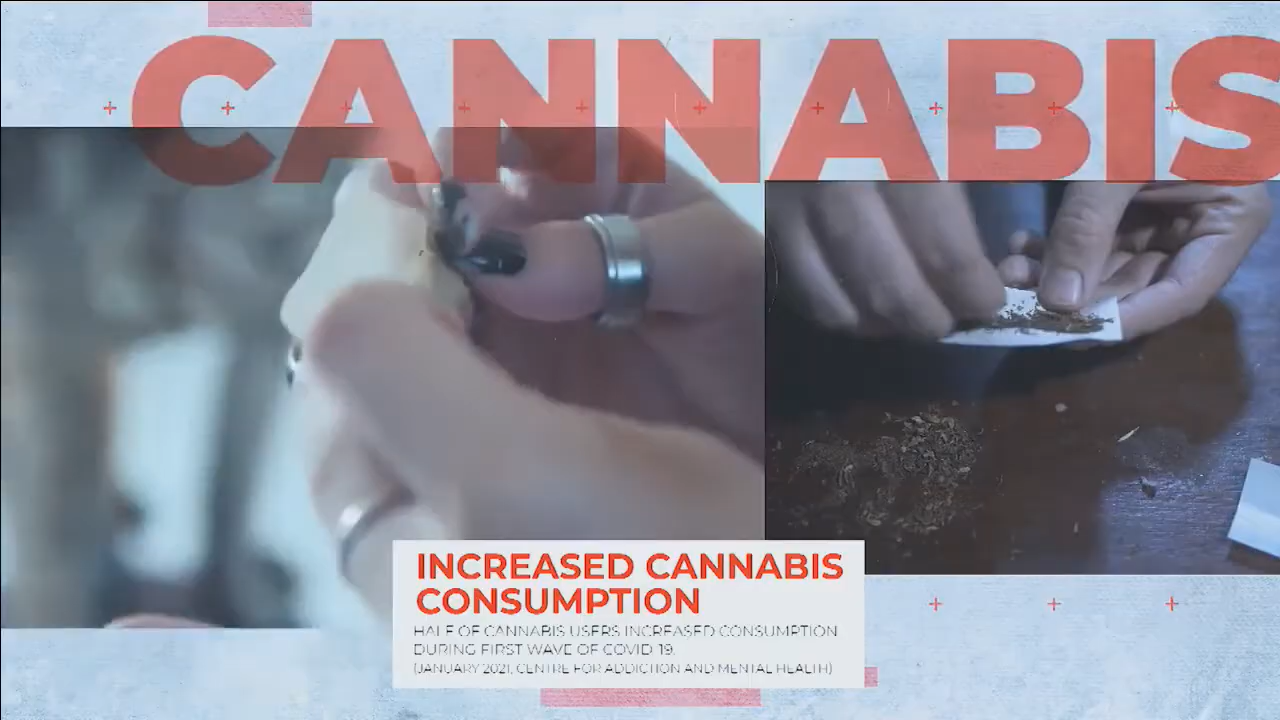 CANNABIS
INCREASED CANNABIS
CONSUMPTION
HALF OF CANNABIS USERS INCREASED CONSUMPTION
DURING FIRST WAVE OF COVID 19.
(JANUARY 2021, CENTRE FOR ADDICTION AND MENTAL HEALTH)